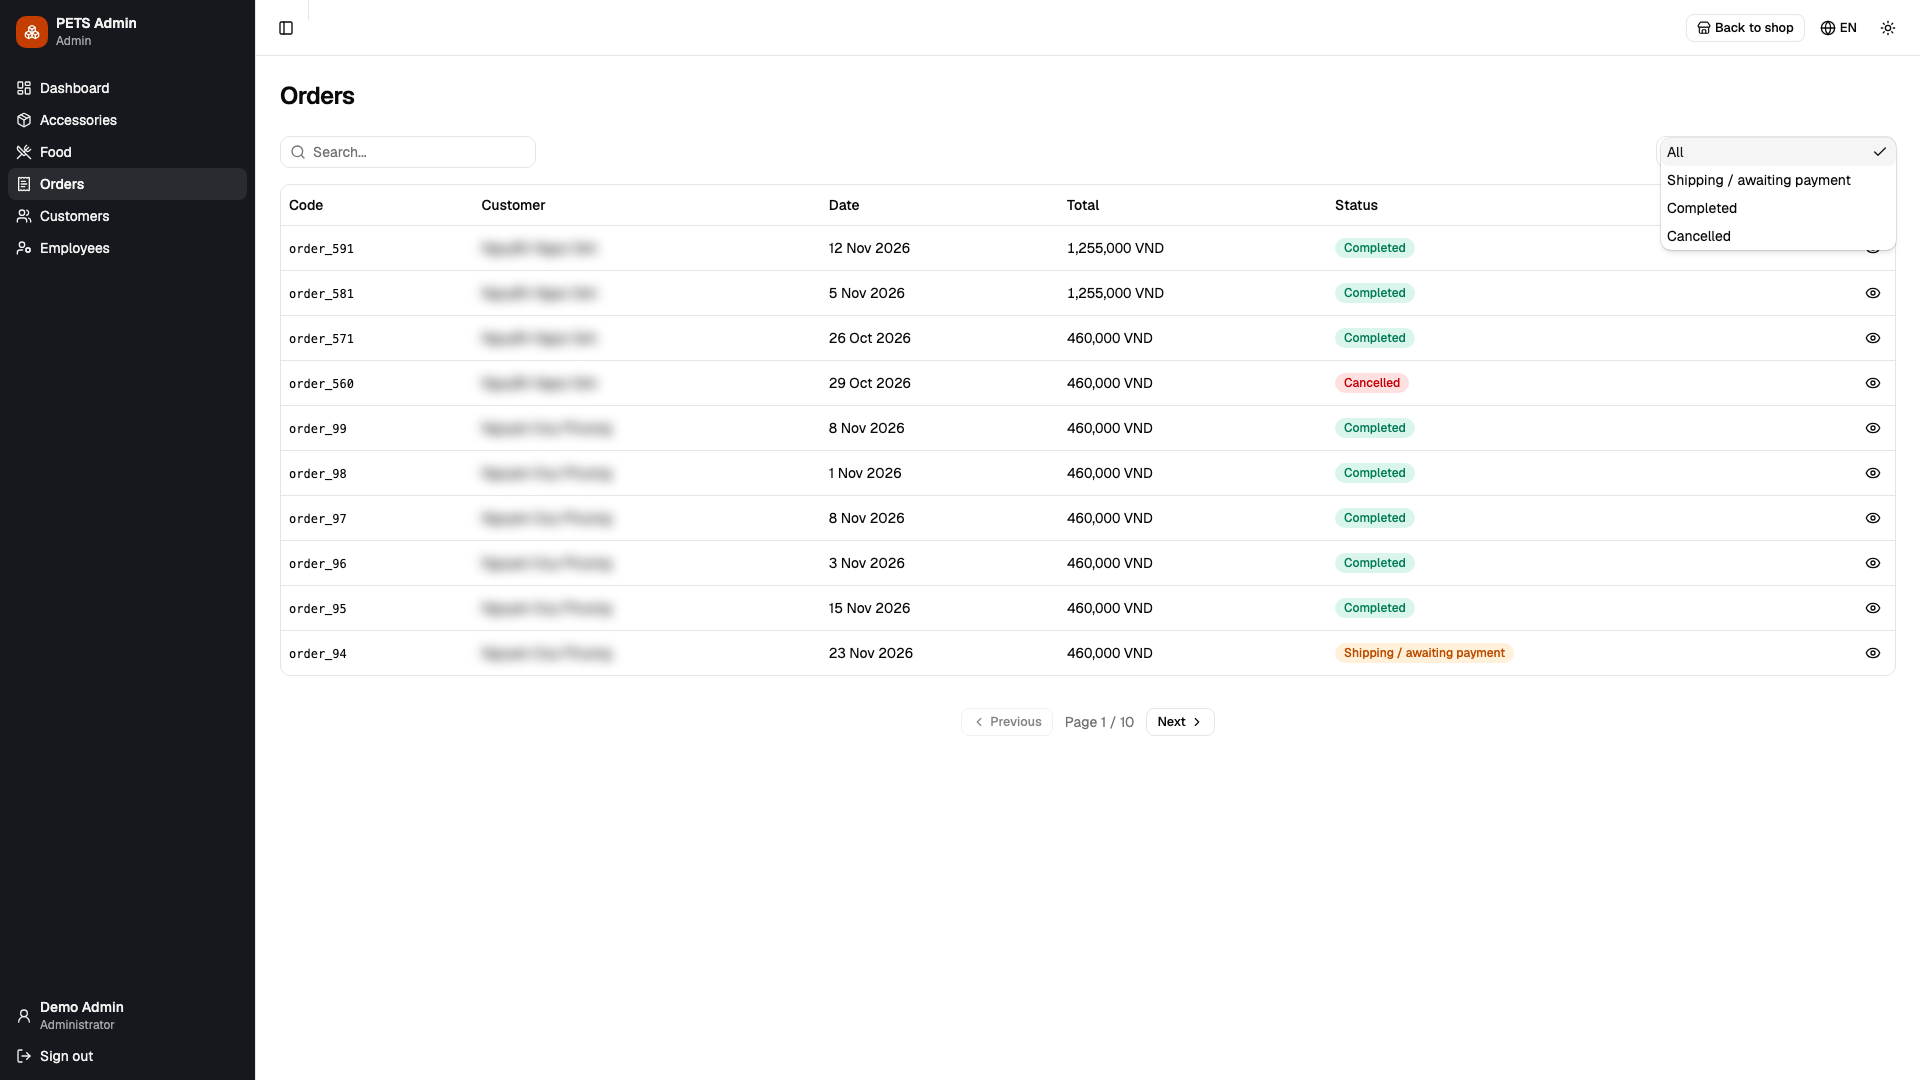 PETS Admin
Admin
Dashboard
Accessories
Food
Orders
Customers
Employees
Demo Admin
Administrator
Sign out
Back to shop
EN
Orders
Search...
All
Shipping / awaiting payment
Completed
Cancelled
Code Customer Date Total Status
order_591 12 Nov 2026 1,255,000 VND Completed
order_581 5 Nov 2026 1,255,000 VND Completed
order_571 26 Oct 2026 460,000 VND Completed
order_560 29 Oct 2026 460,000 VND Cancelled
order_99 8 Nov 2026 460,000 VND Completed
order_98 1 Nov 2026 460,000 VND Completed
order_97 8 Nov 2026 460,000 VND Completed
order_96 3 Nov 2026 460,000 VND Completed
order_95 15 Nov 2026 460,000 VND Completed
order_94 23 Nov 2026 460,000 VND Shipping / awaiting payment
Previous Page 1 / 10 Next